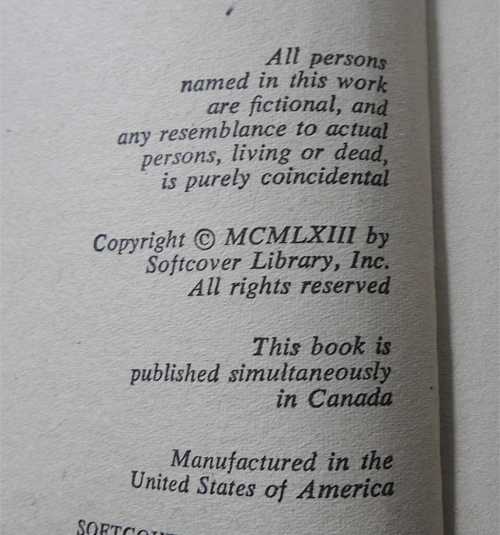 All persons
named in this work
are fictional, and
any resemblance to actual
persons, living or dead,
is purely coincidental
Copyright © MCMLXIII by
Softcover Library, Inc.
All rights reserved
This book is
published simultaneously
in Canada
Manufactured in the
United States of America